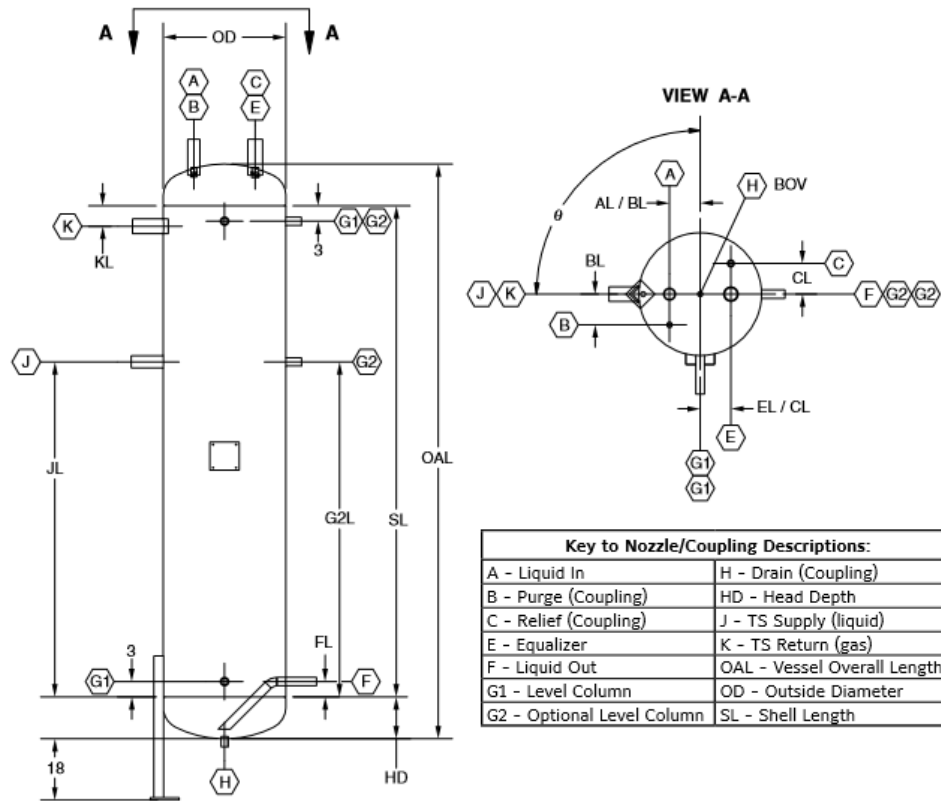 A OD A
A C
B E
VIEW A-A
A
H BOV
AL / BL
θ
K
G1 G2
3
KL
BL
C
CL
J K
F G2 G2
B
J
G2
EL / CL
E
OAL
JL
G2L
SL
G1
G1
Key to Nozzle/Coupling Descriptions:
A - Liquid In H - Drain (Coupling)
B - Purge (Coupling) HD - Head Depth
C - Relief (Coupling) J - TS Supply (liquid)
E - Equalizer K - TS Return (gas)
F - Liquid Out OAL - Vessel Overall Length
G1 - Level Column OD - Outside Diameter
G2 - Optional Level Column SL - Shell Length
3
FL
G1
F
18
H
HD